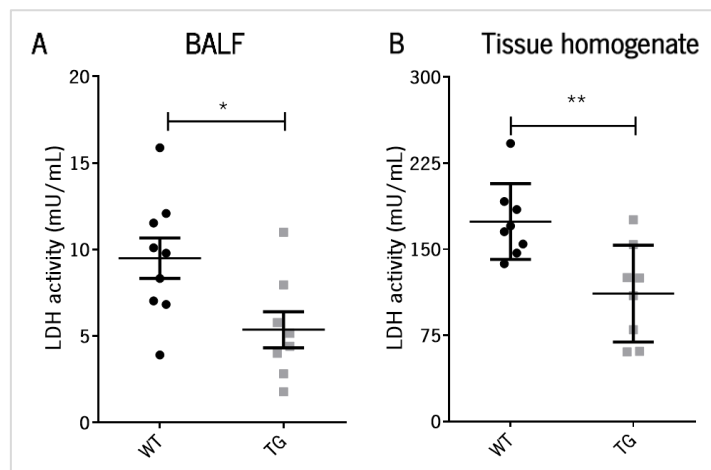 A BALF
B Tissue homogenate
LDH activity (mU/mL)
20
15
10
5
0
*
WT
TG
LDH activity (mU/mL)
300
225
150
75
0
**
WT
TG